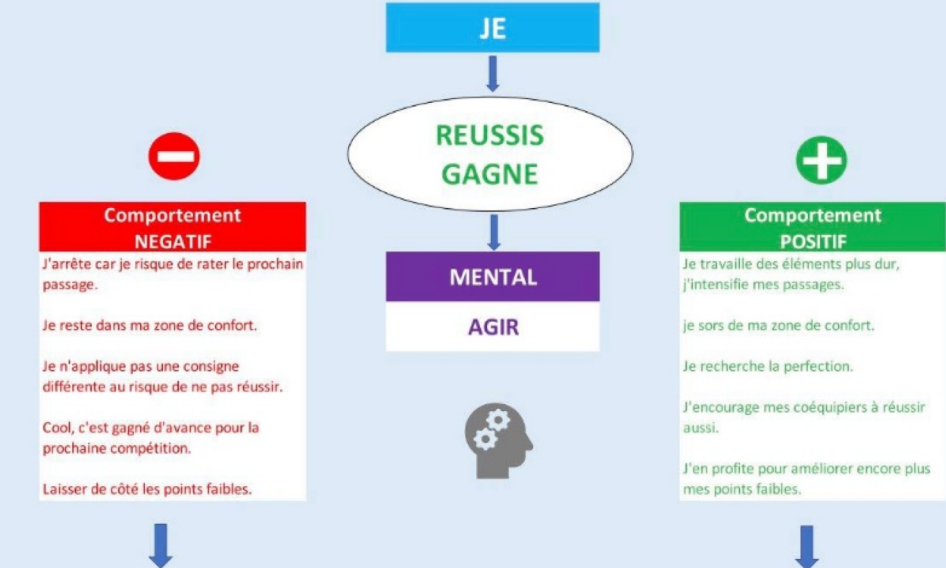 JE
REUSSIS
GAGNE
MENTAL
AGIR
Comportement
NEGATIF
J'arrête car je risque de rater le prochain
passage.
Je reste dans ma zone de confort.
Je n'applique pas une consigne
différente au risque de ne pas réussir.
Cool, c'est gagné d'avance pour la
prochaine compétition.
Laisser de côté les points faibles.
Comportement
POSITIF
Je travaille des éléments plus dur,
j'intensifie mes passages.
je sors de ma zone de confort.
Je recherche la perfection.
J'encourage mes coéquipiers à réussir
aussi.
J'en profite pour améliorer encore plus
mes points faibles.